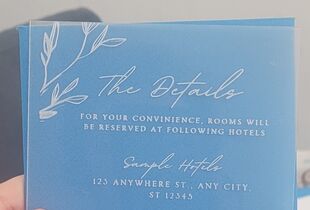 The Details
FOR YOUR CONVINIENCE, ROOMS WILL
BE RESERVED AT FOLLOWING HOTELS
Sample Hotels
123 ANYWHERE ST., ANY CITY,
ST 12345